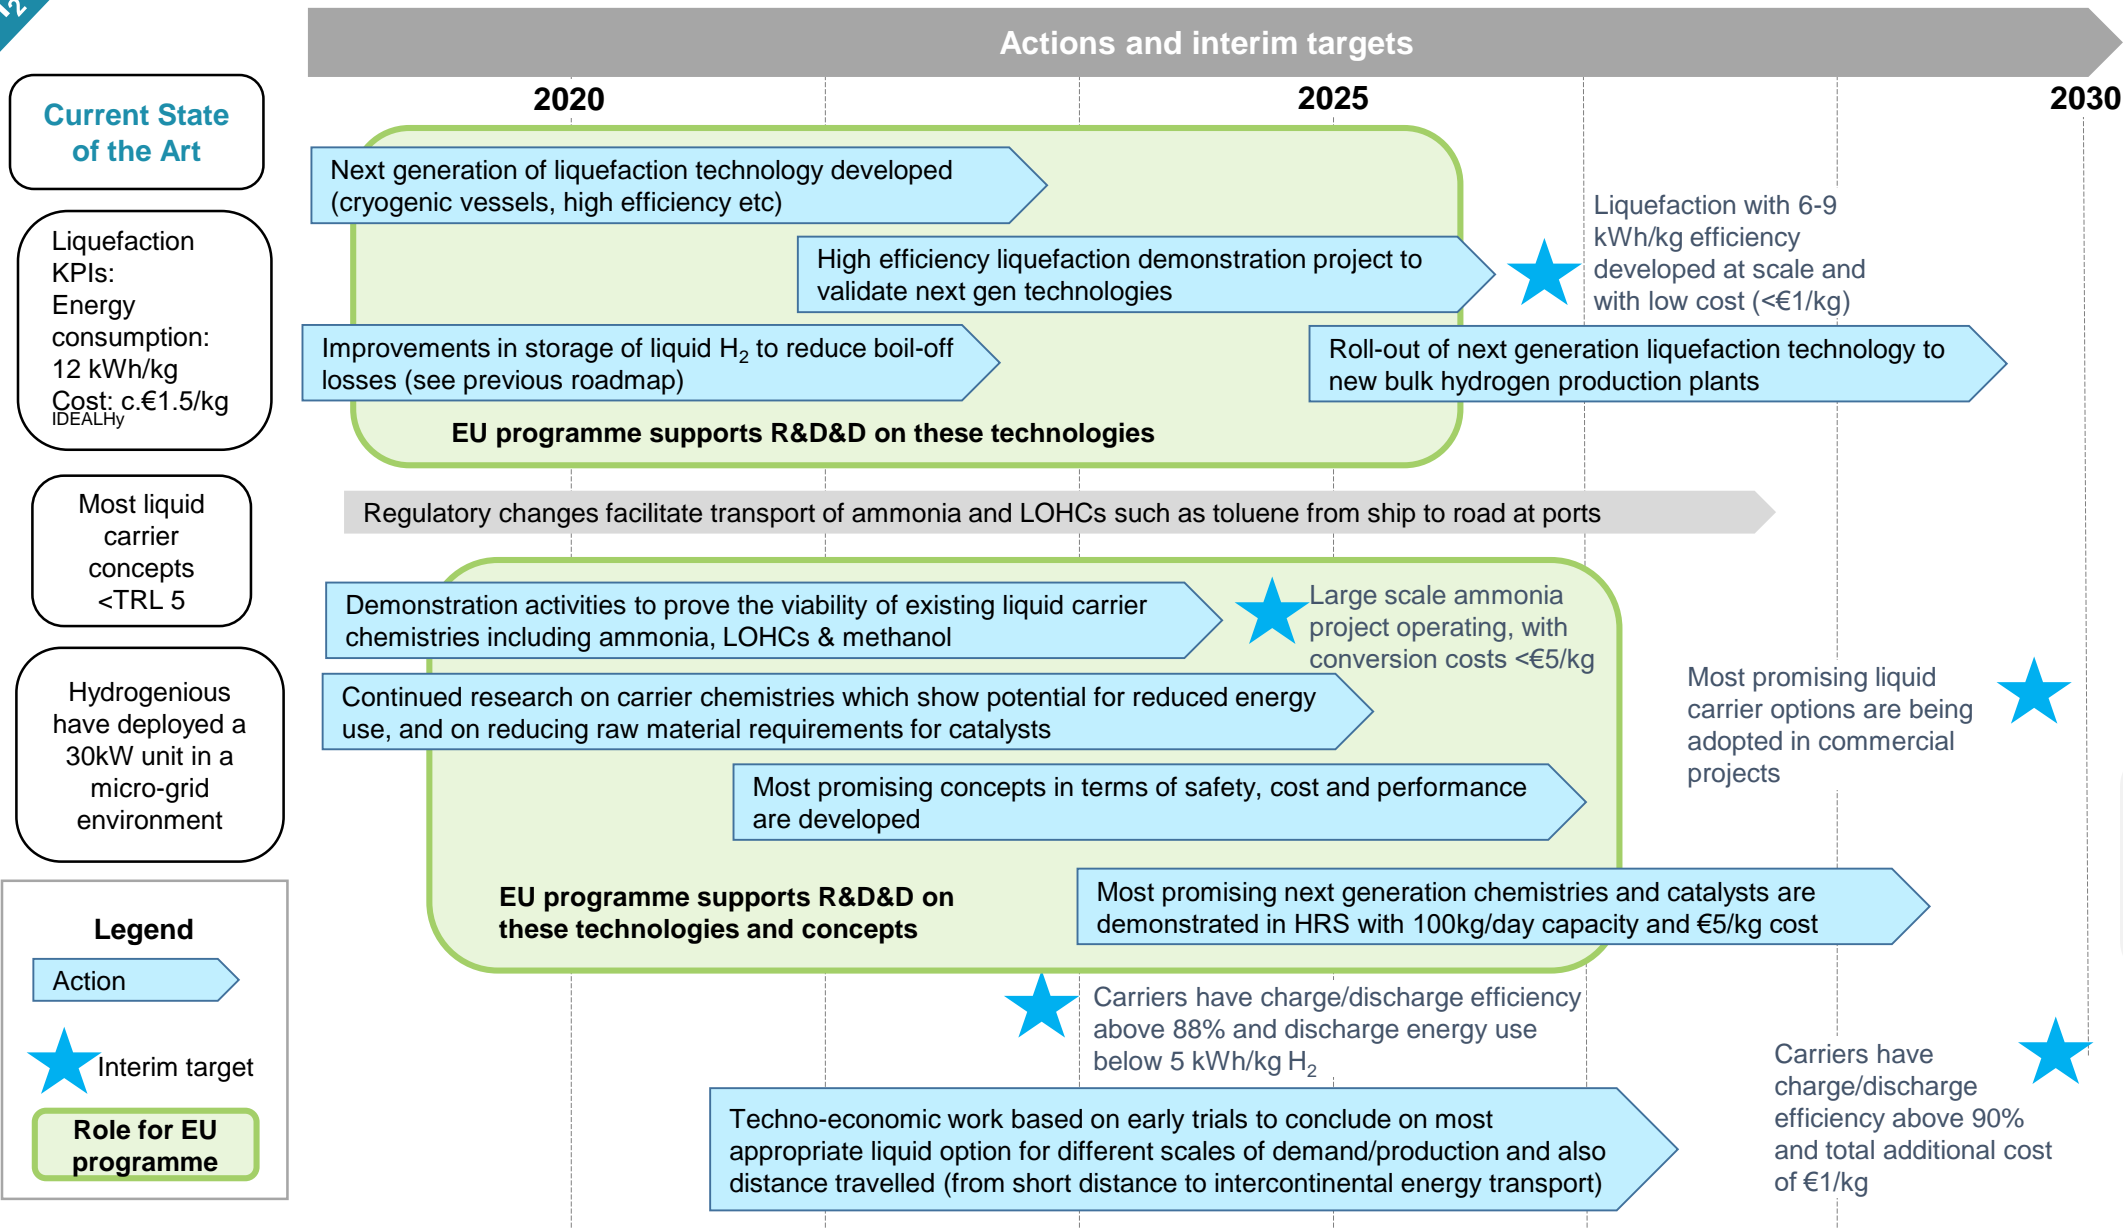 Actions and interim targets
2020
2025
2030
Current State
of the Art
Next generation of liquefaction technology developed
(cryogenic vessels, high efficiency etc)
Liquefaction with 6-9
kWh/kg efficiency
developed at scale and
with low cost (<€1/kg)
High efficiency liquefaction demonstration project to
validate next gen technologies
Liquefaction
KPIs:
Energy
consumption:
12 kWh/kg
Cost: c.€1.5/kg
IDEALHy
Improvements in storage of liquid H2 to reduce boil-off
losses (see previous roadmap)
Roll-out of next generation liquefaction technology to
new bulk hydrogen production plants
EU programme supports R&D&D on these technologies
Most liquid
carrier
concepts
<TRL 5
Regulatory changes facilitate transport of ammonia and LOHCs such as toluene from ship to road at ports
Demonstration activities to prove the viability of existing liquid carrier
chemistries including ammonia, LOHCs & methanol
Large scale ammonia
project operating, with
conversion costs <€5/kg
Hydrogenious
have deployed a
30kW unit in a
micro-grid
environment
Continued research on carrier chemistries which show potential for reduced energy
use, and on reducing raw material requirements for catalysts
Most promising liquid
carrier options are being
adopted in commercial
projects
Most promising concepts in terms of safety, cost and performance
are developed
EU programme supports R&D&D on
these technologies and concepts
Most promising next generation chemistries and catalysts are
demonstrated in HRS with 100kg/day capacity and €5/kg cost
Carriers have charge/discharge efficiency
above 88% and discharge energy use
below 5 kWh/kg H2
Carriers have
charge/discharge
efficiency above 90%
and total additional cost
of €1/kg
Techno-economic work based on early trials to conclude on most
appropriate liquid option for different scales of demand/production and also
distance travelled (from short distance to intercontinental energy transport)
Legend
Action
Interim target
Role for EU
programme